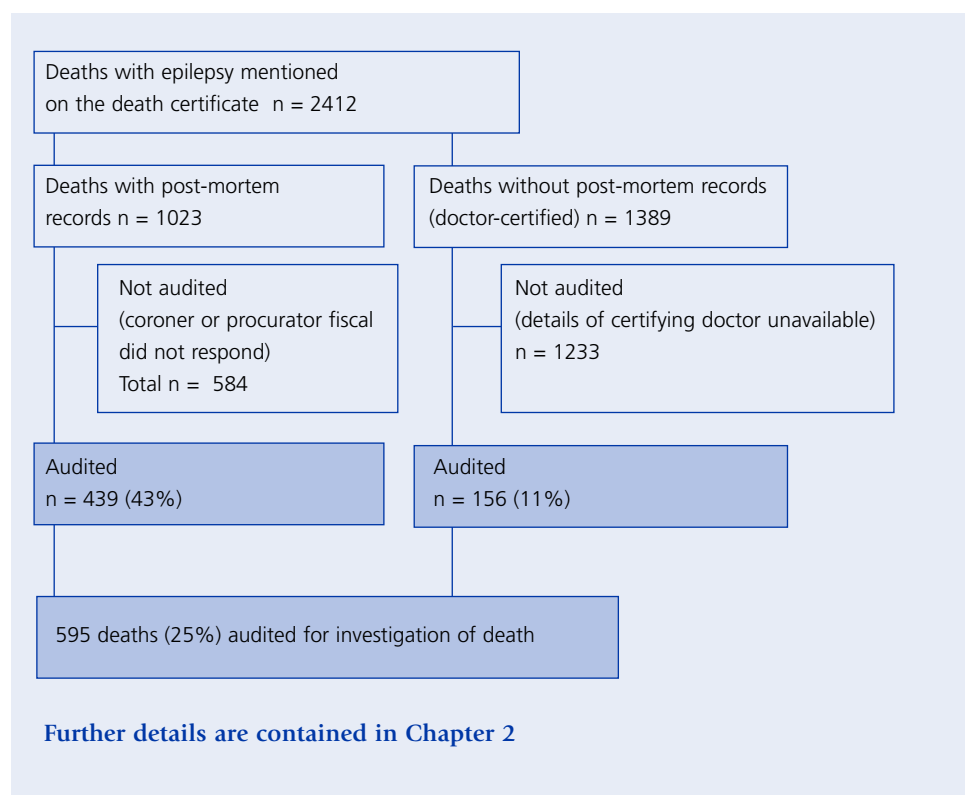 Deaths with epilepsy mentioned
on the death certificate n = 2412
Deaths with post-mortem
records n = 1023
Deaths without post-mortem records
(doctor-certified) n = 1389
Not audited
(coroner or procurator fiscal
did not respond)
Total n = 584
Not audited
(details of certifying doctor unavailable)
n = 1233
Audited
n = 439 (43%)
Audited
n = 156 (11%)
595 deaths (25%) audited for investigation of death
Further details are contained in Chapter 2